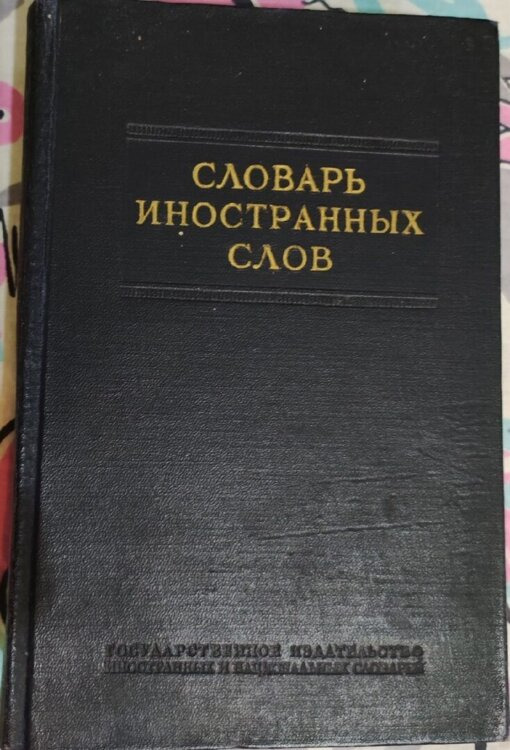 СЛОВАРЬ
ИНОСТРАННЫХ
СЛОВ
ГОСУДАРСТВЕННОЕ ИЗДАТЕЛЬСТВО
ИНОСТРАННЫХ И НАЦИОНАЛЬНЫХ СЛОВАРЕЙ